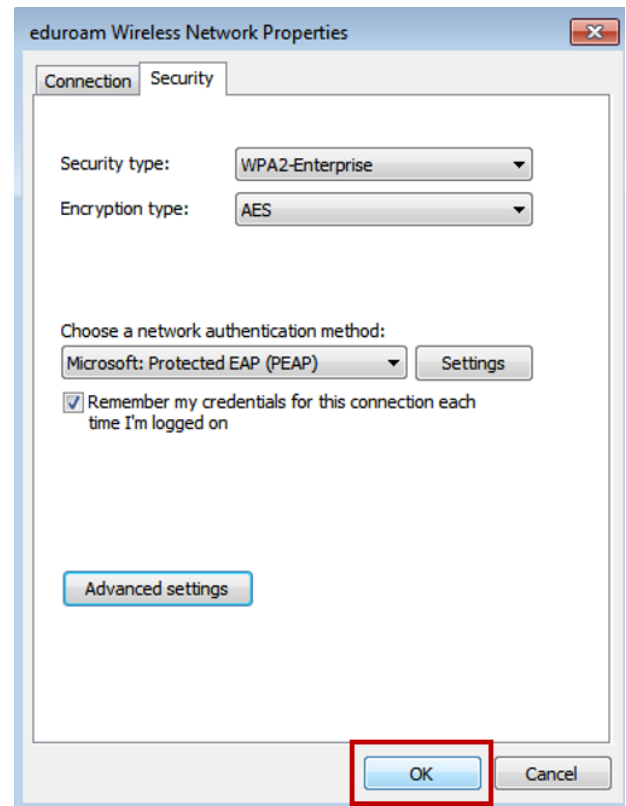 eduroam Wireless Network Properties
Connection Security
Security type: WPA2-Enterprise
Encryption type: AES
Choose a network authentication method:
Microsoft: Protected EAP (PEAP) Settings
Remember my credentials for this connection each
time I'm logged on
Advanced settings
OK Cancel